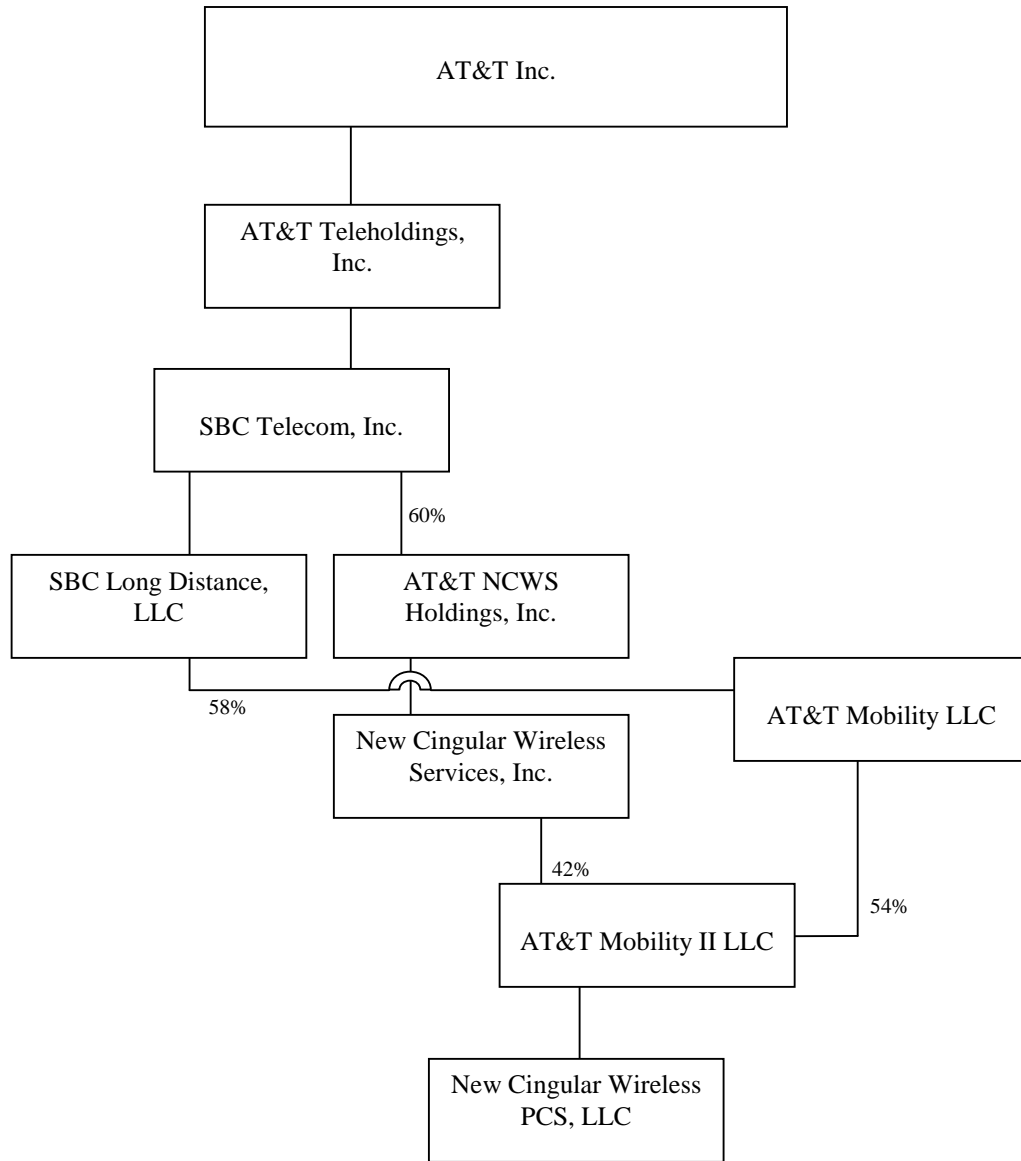 AT&T Inc.
AT&T Teleholdings,
Inc.
SBC Telecom, Inc.
60%
SBC Long Distance,
LLC
AT&T NCWS
Holdings, Inc.
58%
AT&T Mobility LLC
New Cingular Wireless
Services, Inc.
42%
54%
AT&T Mobility II LLC
New Cingular Wireless
PCS, LLC